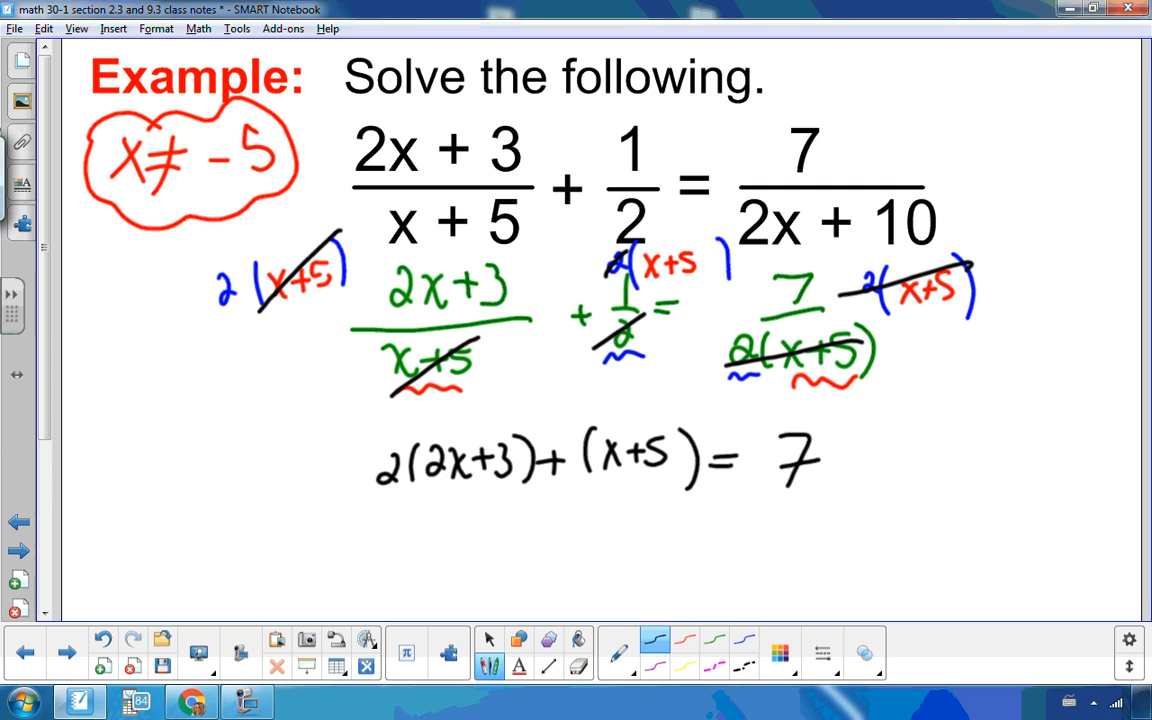 math 30-1 section 2.3 and 9.3 class notes * - SMART Notebook
File Edit View Insert Format Math Tools Add-ons Help
Example: Solve the following.
x ≠ -5
(2x + 3)/(x + 5) + 1/2 = 7/(2x + 10)
2(x+5) (2x+3)/(x+5) + 2(x+5) 1/2 = 7/(2(x+5)) 2(x+5)
2(2x+3)+(x+5)= 7
π
A
84